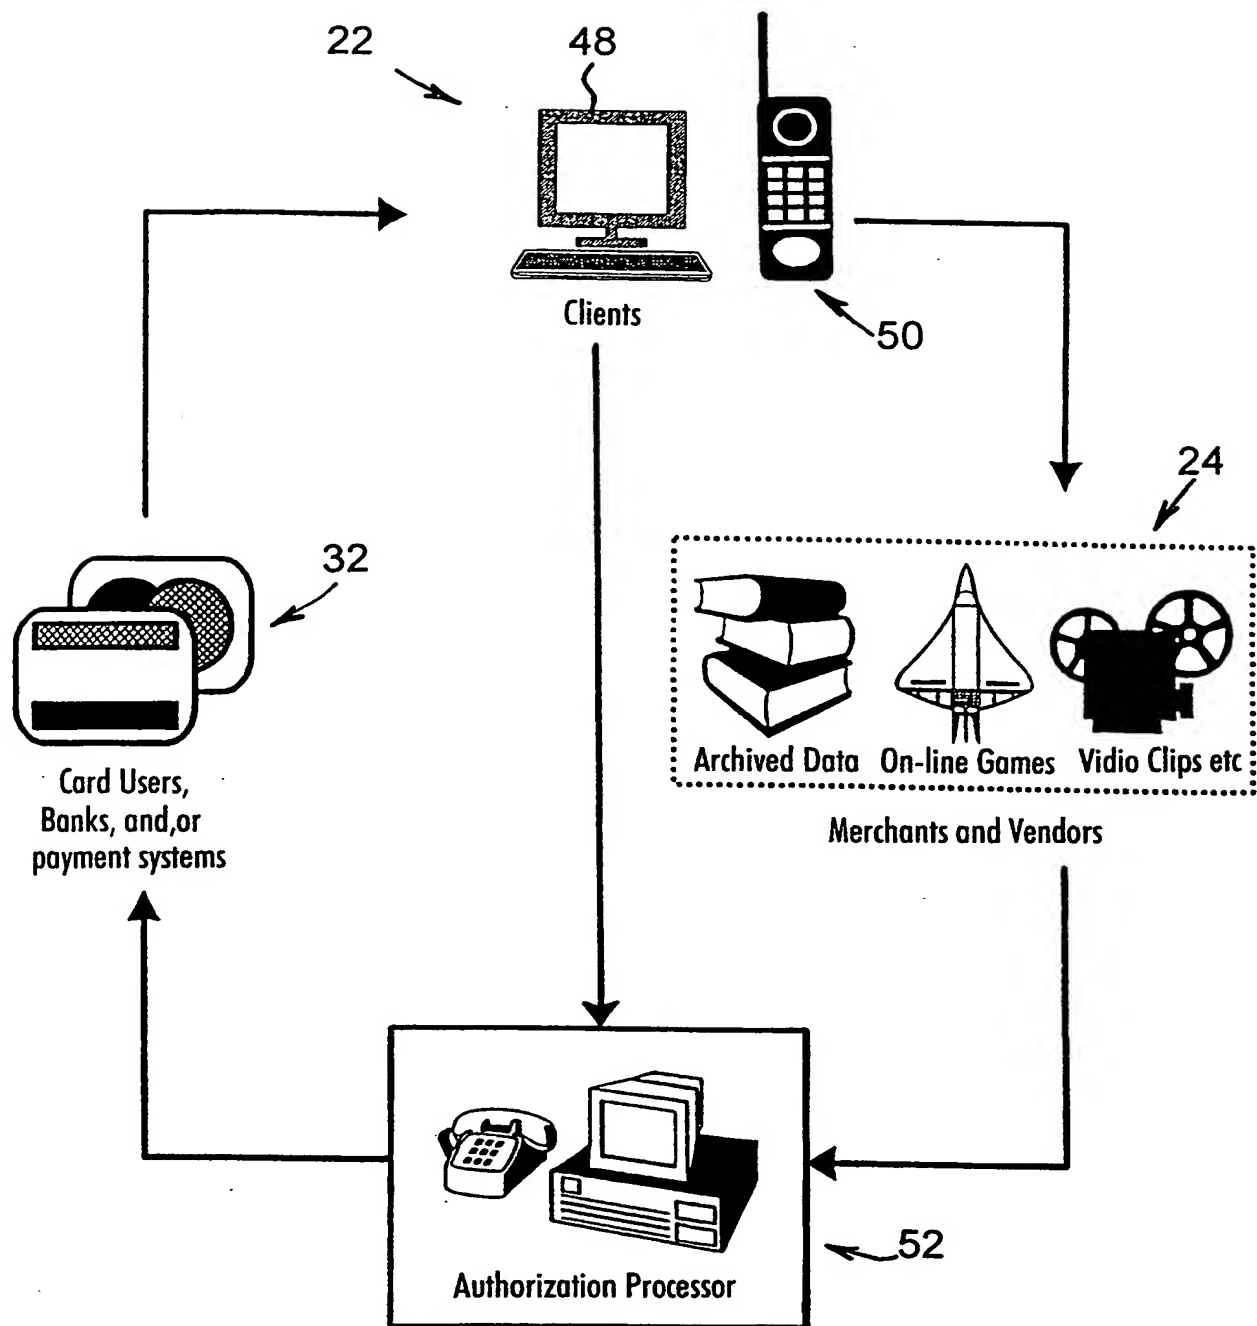 22
48
Clients
50
24
32
Archived Data
On-line Games
Vidio Clips etc
Card Users,
Banks, and,or
payment systems
Merchants and Vendors
52
Authorization Processor